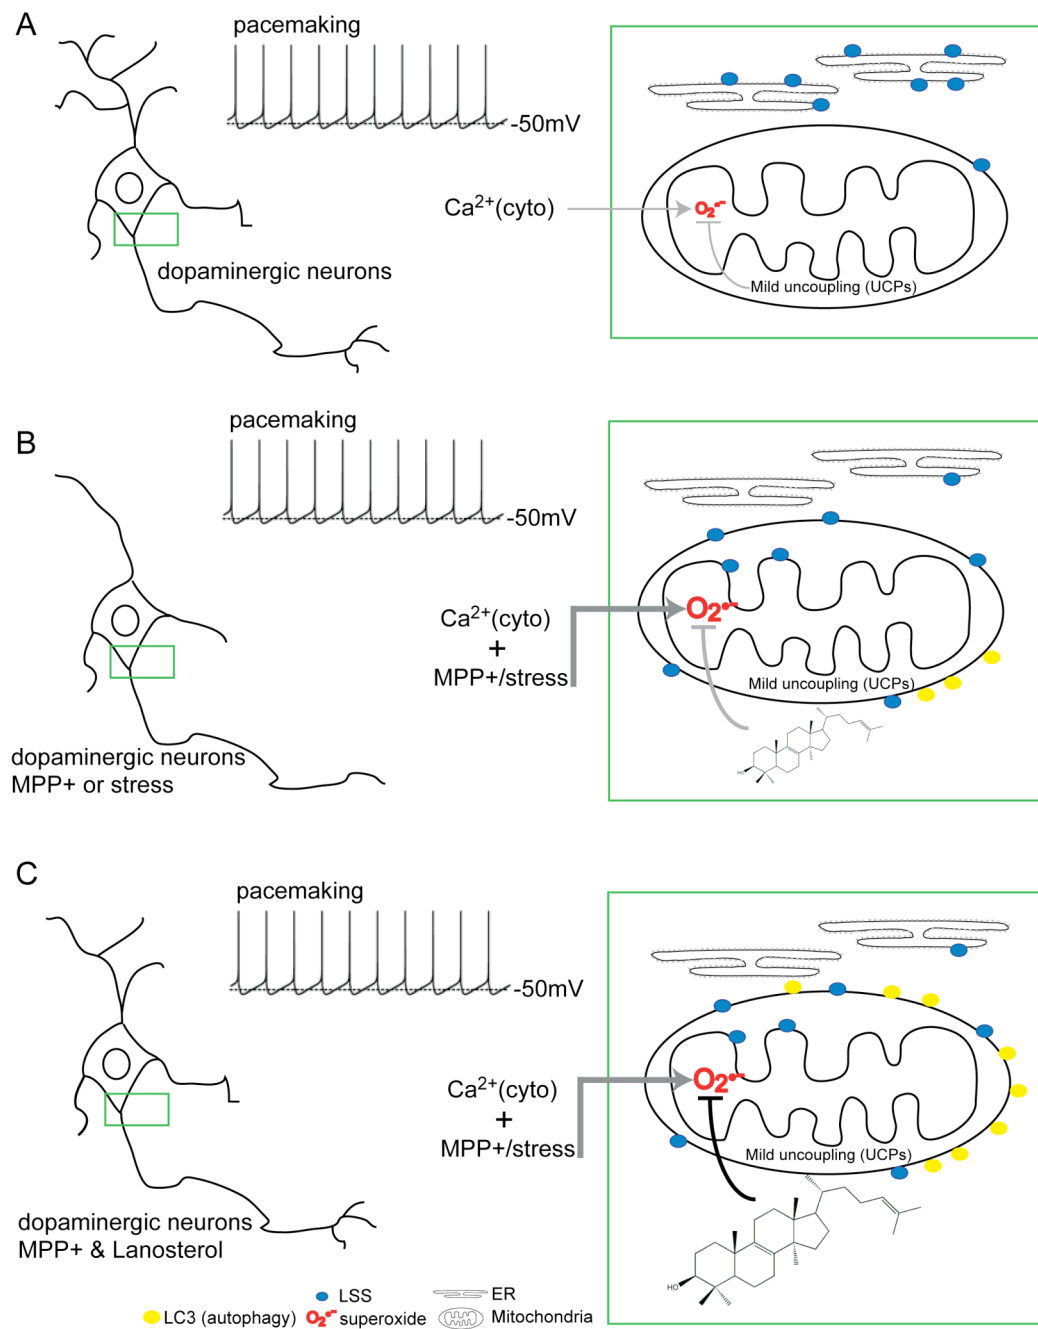 A
pacemaking
-50mV
Ca2+(cyto)
O2•−
Mild uncoupling (UCPs)
dopaminergic neurons
B
pacemaking
-50mV
Ca2+(cyto)
+
MPP+/stress
O2•−
Mild uncoupling (UCPs)
HO
dopaminergic neurons
MPP+ or stress
C
pacemaking
-50mV
Ca2+(cyto)
+
MPP+/stress
O2•−
Mild uncoupling (UCPs)
HO
dopaminergic neurons
MPP+ & Lanosterol
LSS
ER
LC3 (autophagy)
O2•− superoxide
Mitochondria